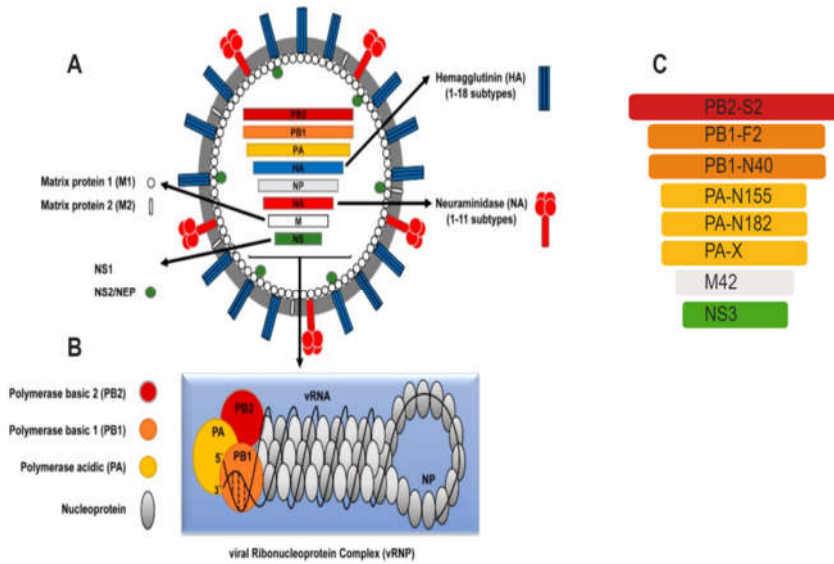 A
PB2
PB1
PA
HA
NP
NA
M
NS
Hemagglutinin (HA)
(1-18 subtypes)
Matrix protein 1 (M1)
Matrix protein 2 (M2)
Neuraminidase (NA)
(1-11 subtypes)
NS1
NS2/NEP
B
Polymerase basic 2 (PB2)
Polymerase basic 1 (PB1)
Polymerase acidic (PA)
Nucleoprotein
vRNA
PB2
PA
5'
PB1
3'
NP
viral Ribonucleoprotein Complex (vRNP)
C
PB2-S2
PB1-F2
PB1-N40
PA-N155
PA-N182
PA-X
M42
NS3